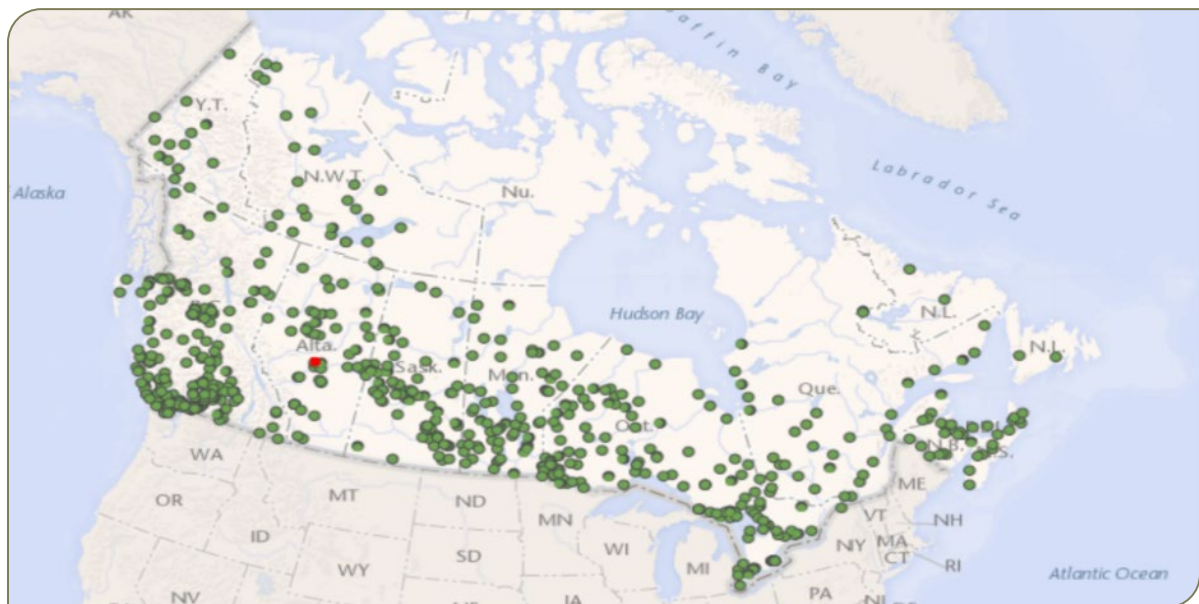 AK
Baffin Bay
Y.T.
Labrador Sea
Alaska
N.W.T.
Nu.
Hudson Bay
N.L.
N.I.
Alta.
Sask.
Man.
Que.
Ont.
N.B.
N.S.
WA
MT
ND
MN
ME
OR
ID
SD
WI
VT
NH
WY
MI
NY
MA
CT
RI
Atlantic Ocean
NV
IA
PA